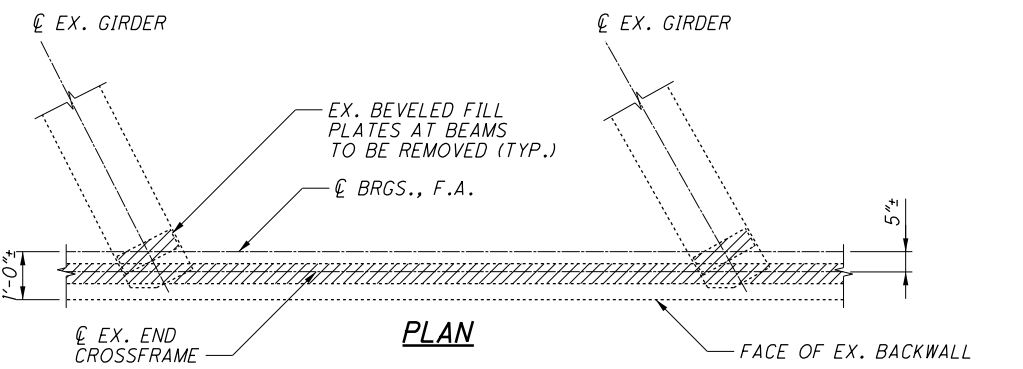 ℄ EX. GIRDER
℄ EX. GIRDER
EX. BEVELED FILL
PLATES AT BEAMS
TO BE REMOVED (TYP.)
℄ BRGS., F.A.
5"±
1'-0"±
℄ EX. END
CROSSFRAME
PLAN
FACE OF EX. BACKWALL